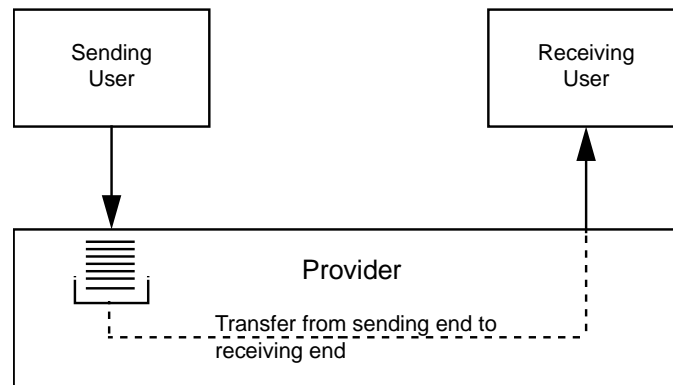 Sending
User
Receiving
User
Provider
Transfer from sending end to
receiving end